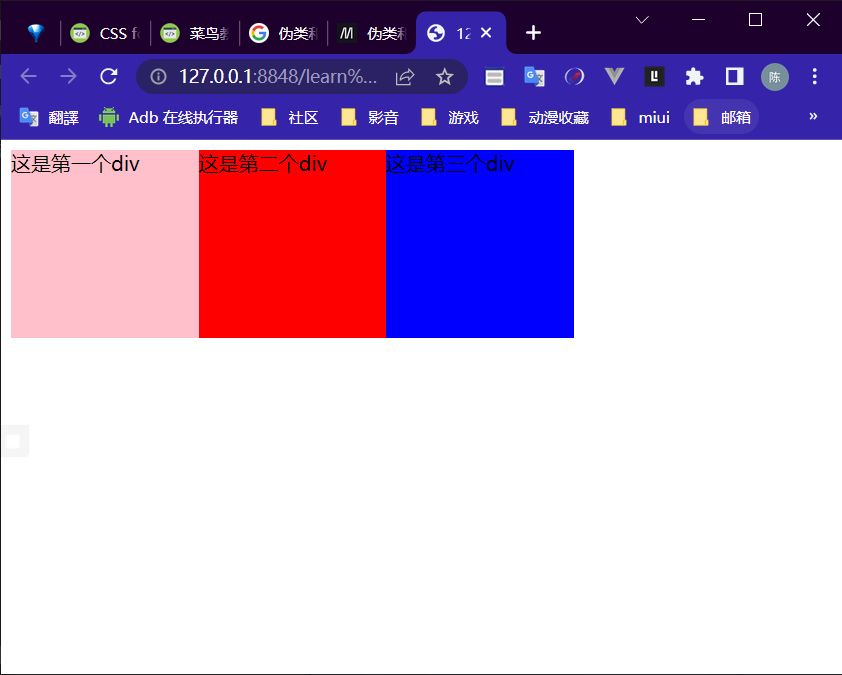 CSS f
菜鸟教
伪类和
伪类和
12
127.0.0.1:8848/learn%...
陈
翻譯
Adb 在线执行器
社区
影音
游戏
动漫收藏
miui
邮箱
»
这是第一个div
这是第二个div
这是第三个div